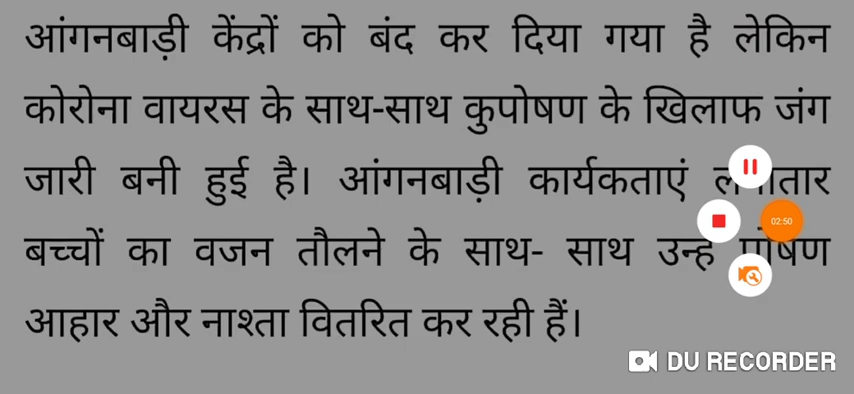 आंगनबाड़ी केंद्रों को बंद कर दिया गया है लेकिन
कोरोना वायरस के साथ-साथ कुपोषण के खिलाफ जंग
जारी बनी हुई है। आंगनबाड़ी कार्यकताएं
बच्चों का वजन तौलने के साथ- साथ उन्हे
आहार और नाश्ता वितरित कर रही हैं।
02:50
DU RECORDER